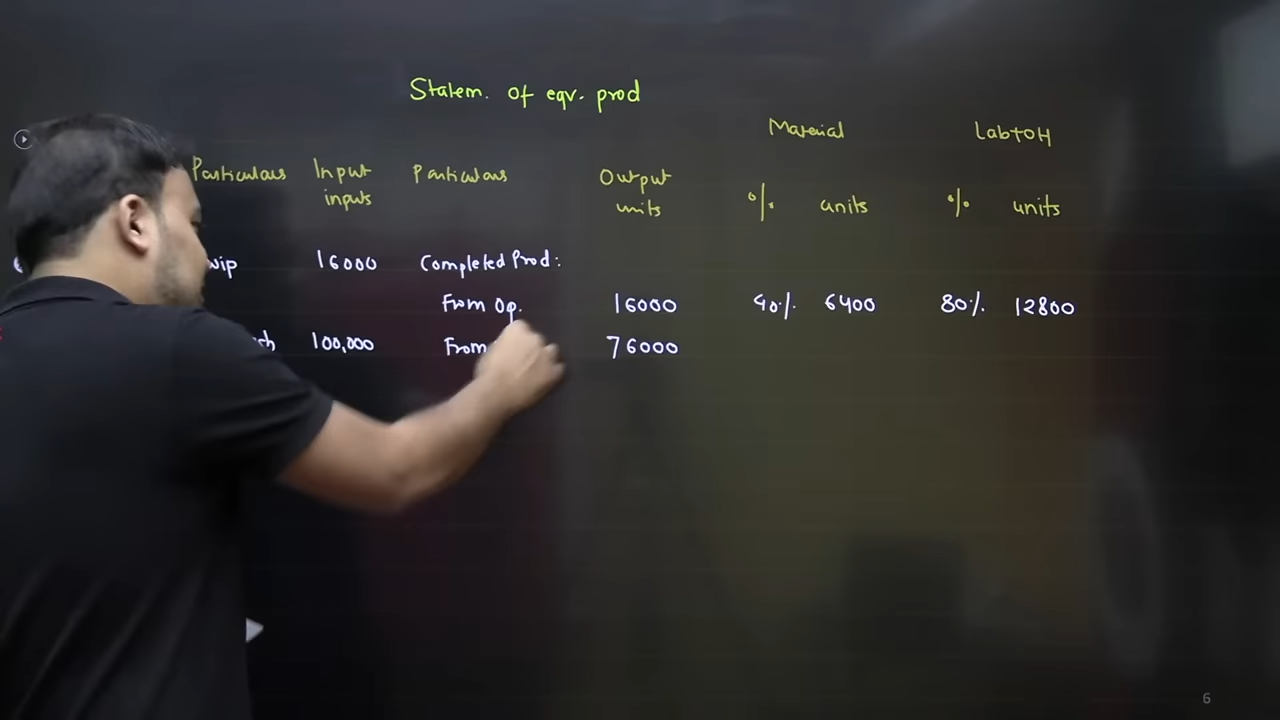 Statem. of eqv. prod
Material Lab+OH
Particulars Input Particulars Output
inputs units % units % units
wip 16000 Completed Prod:
From Op. 16000 40% 6400 80% 12800
100,000 From 76000
6